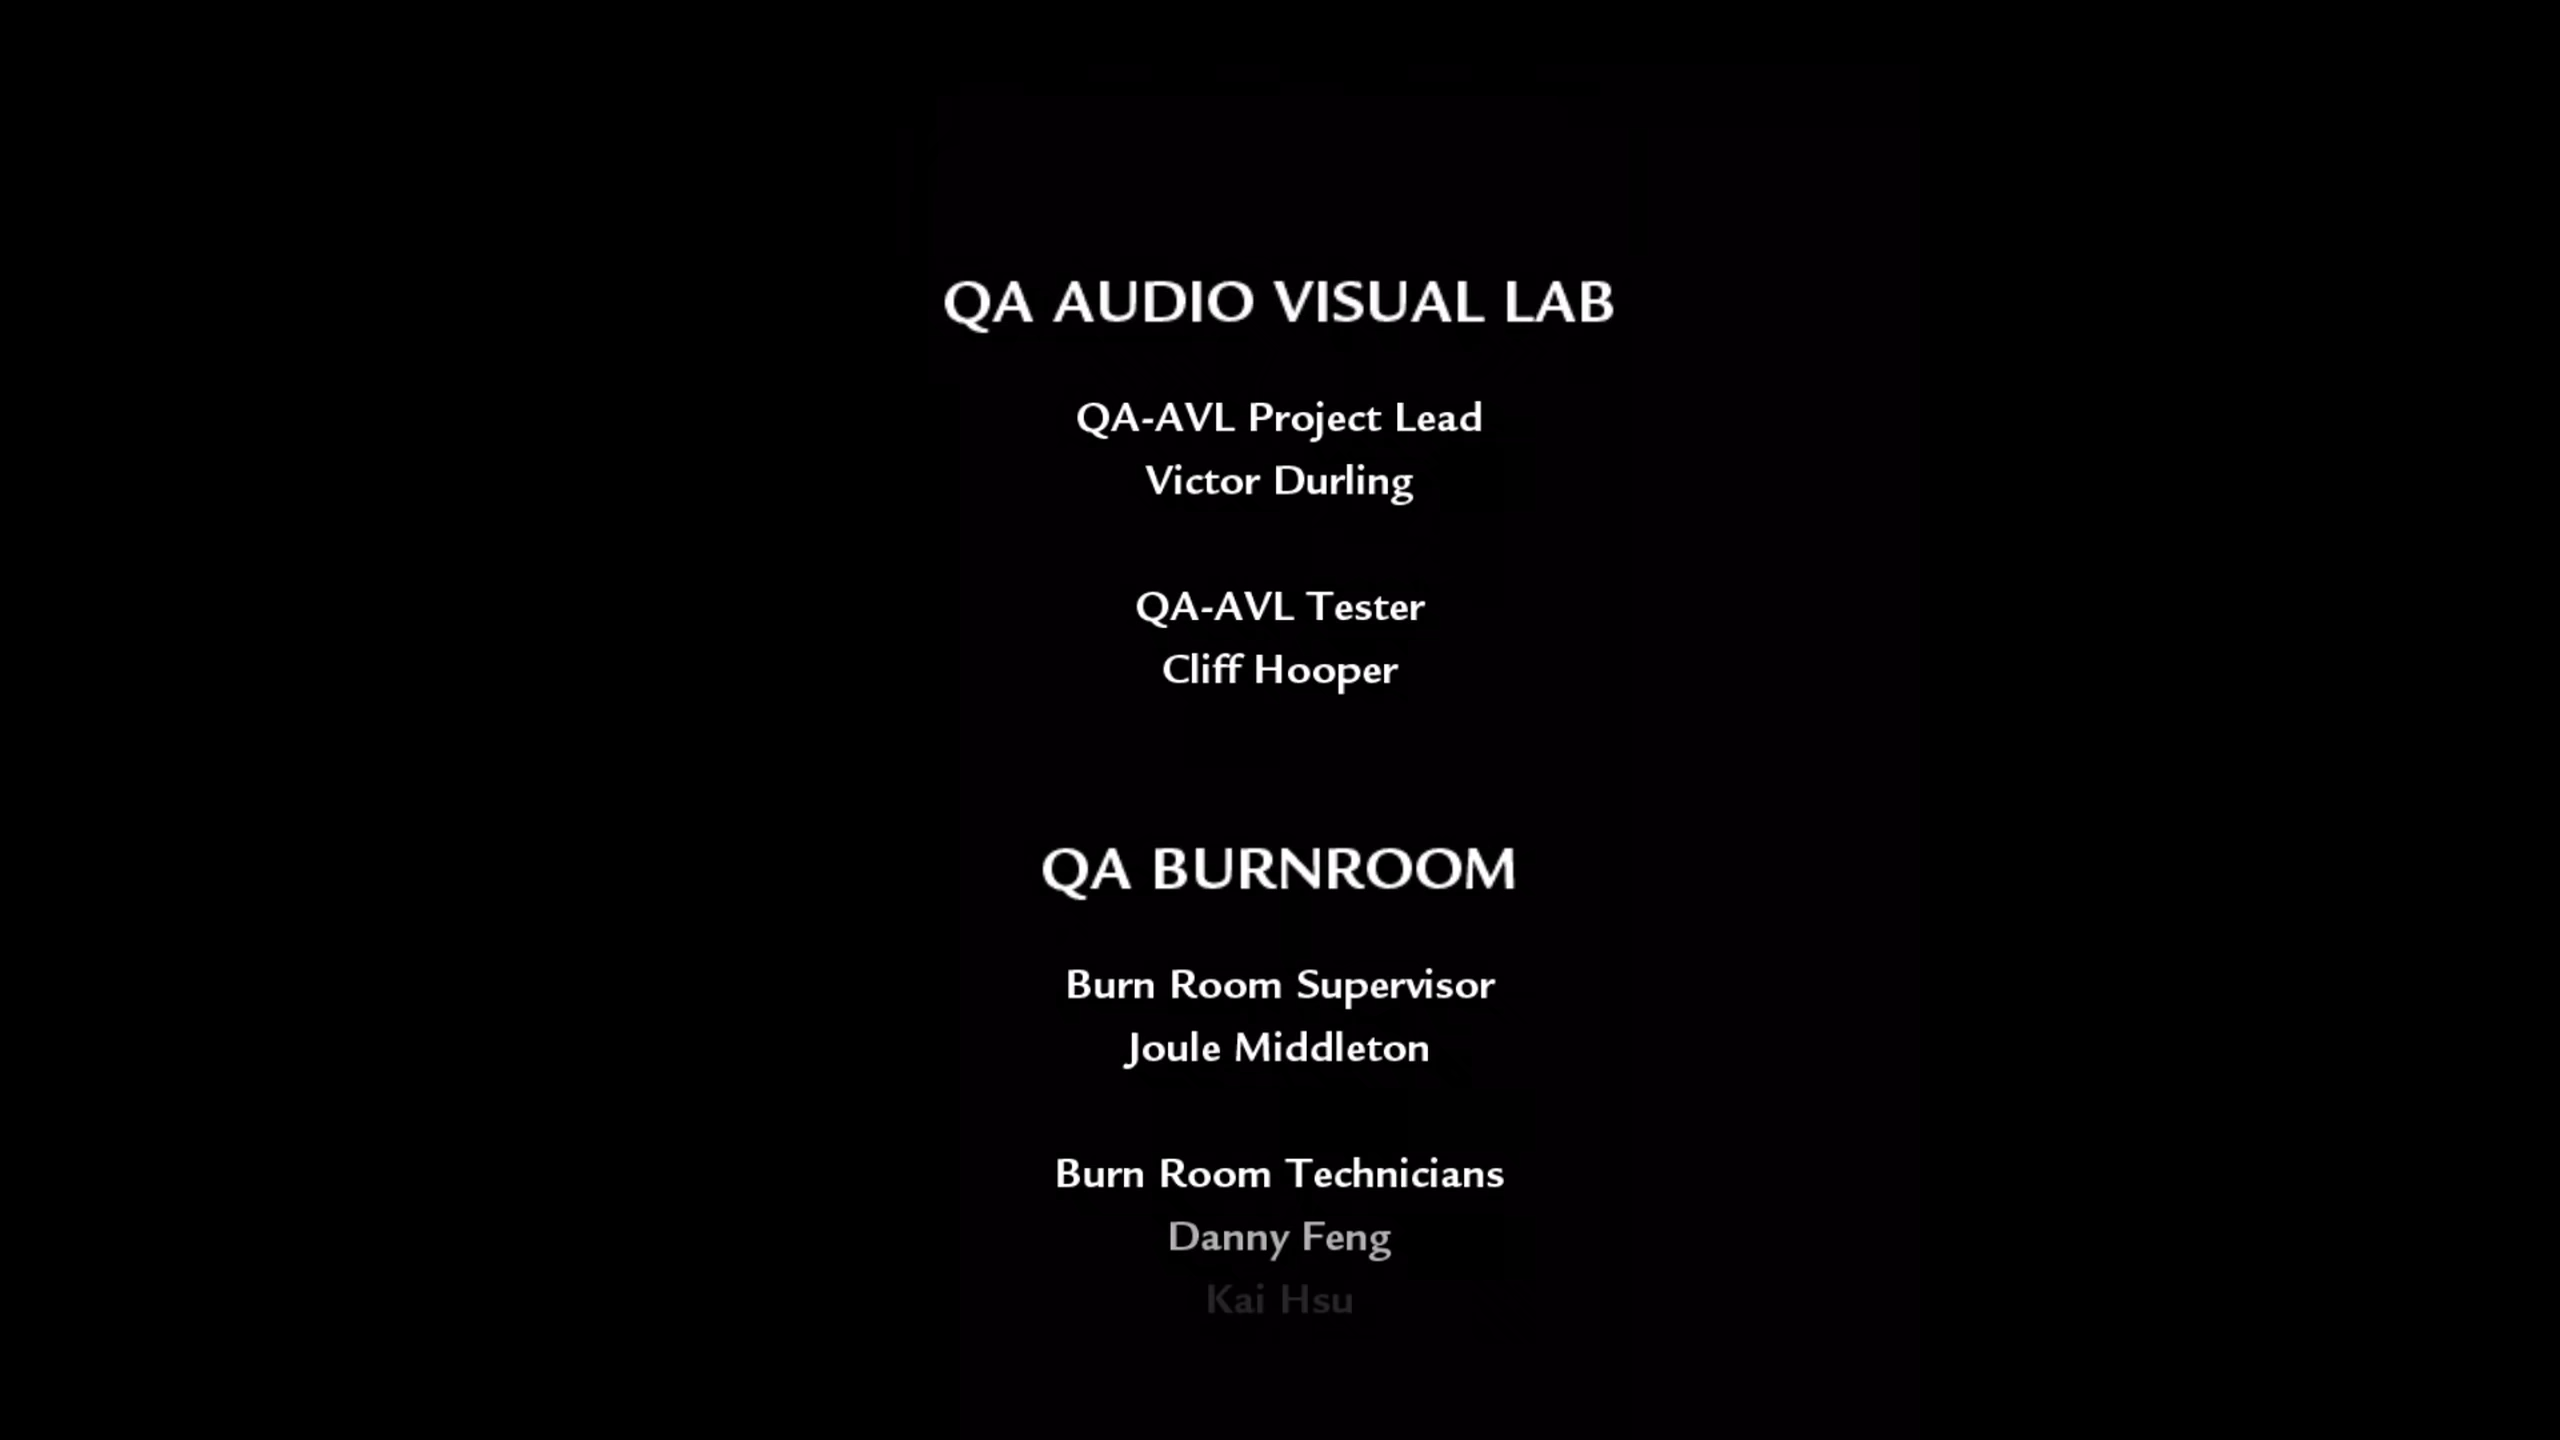 QA AUDIO VISUAL LAB
QA-AVL Project Lead
Victor Durling
QA-AVL Tester
Cliff Hooper
QA BURNROOM
Burn Room Supervisor
Joule Middleton
Burn Room Technicians
Danny Feng
Kai Hsu